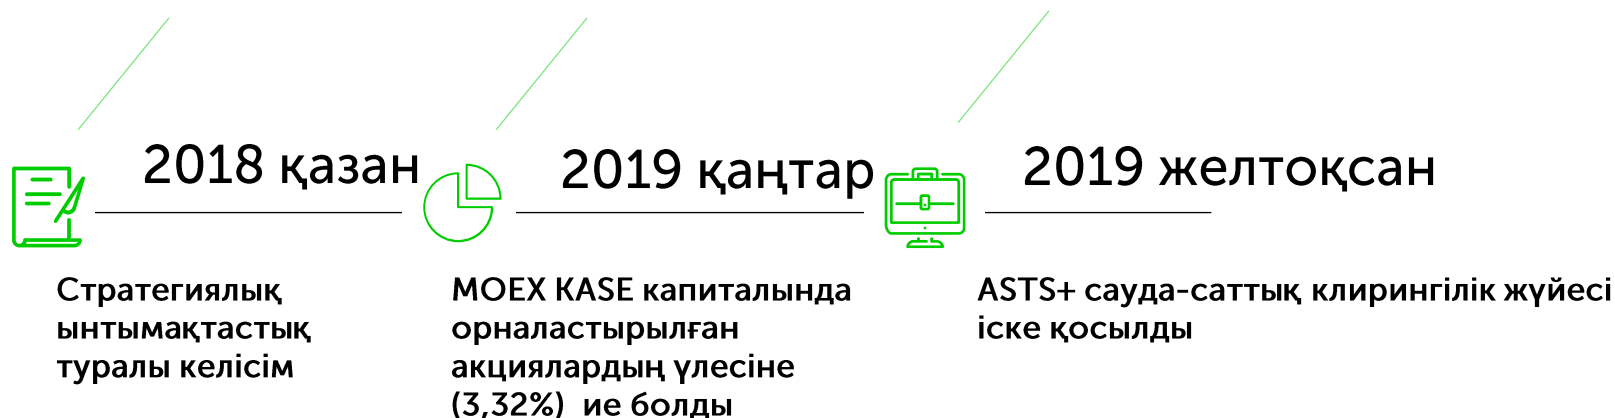 2018 қазан
Стратегиялық
ынтымақтастық
туралы келісім
2019 қаңтар
MOEX KASE капиталында
орналастырылған
акциялардың үлесіне
(3,32%) ие болды
2019 желтоқсан
ASTS+ сауда-саттық клирингілік жүйесі
іске қосылды